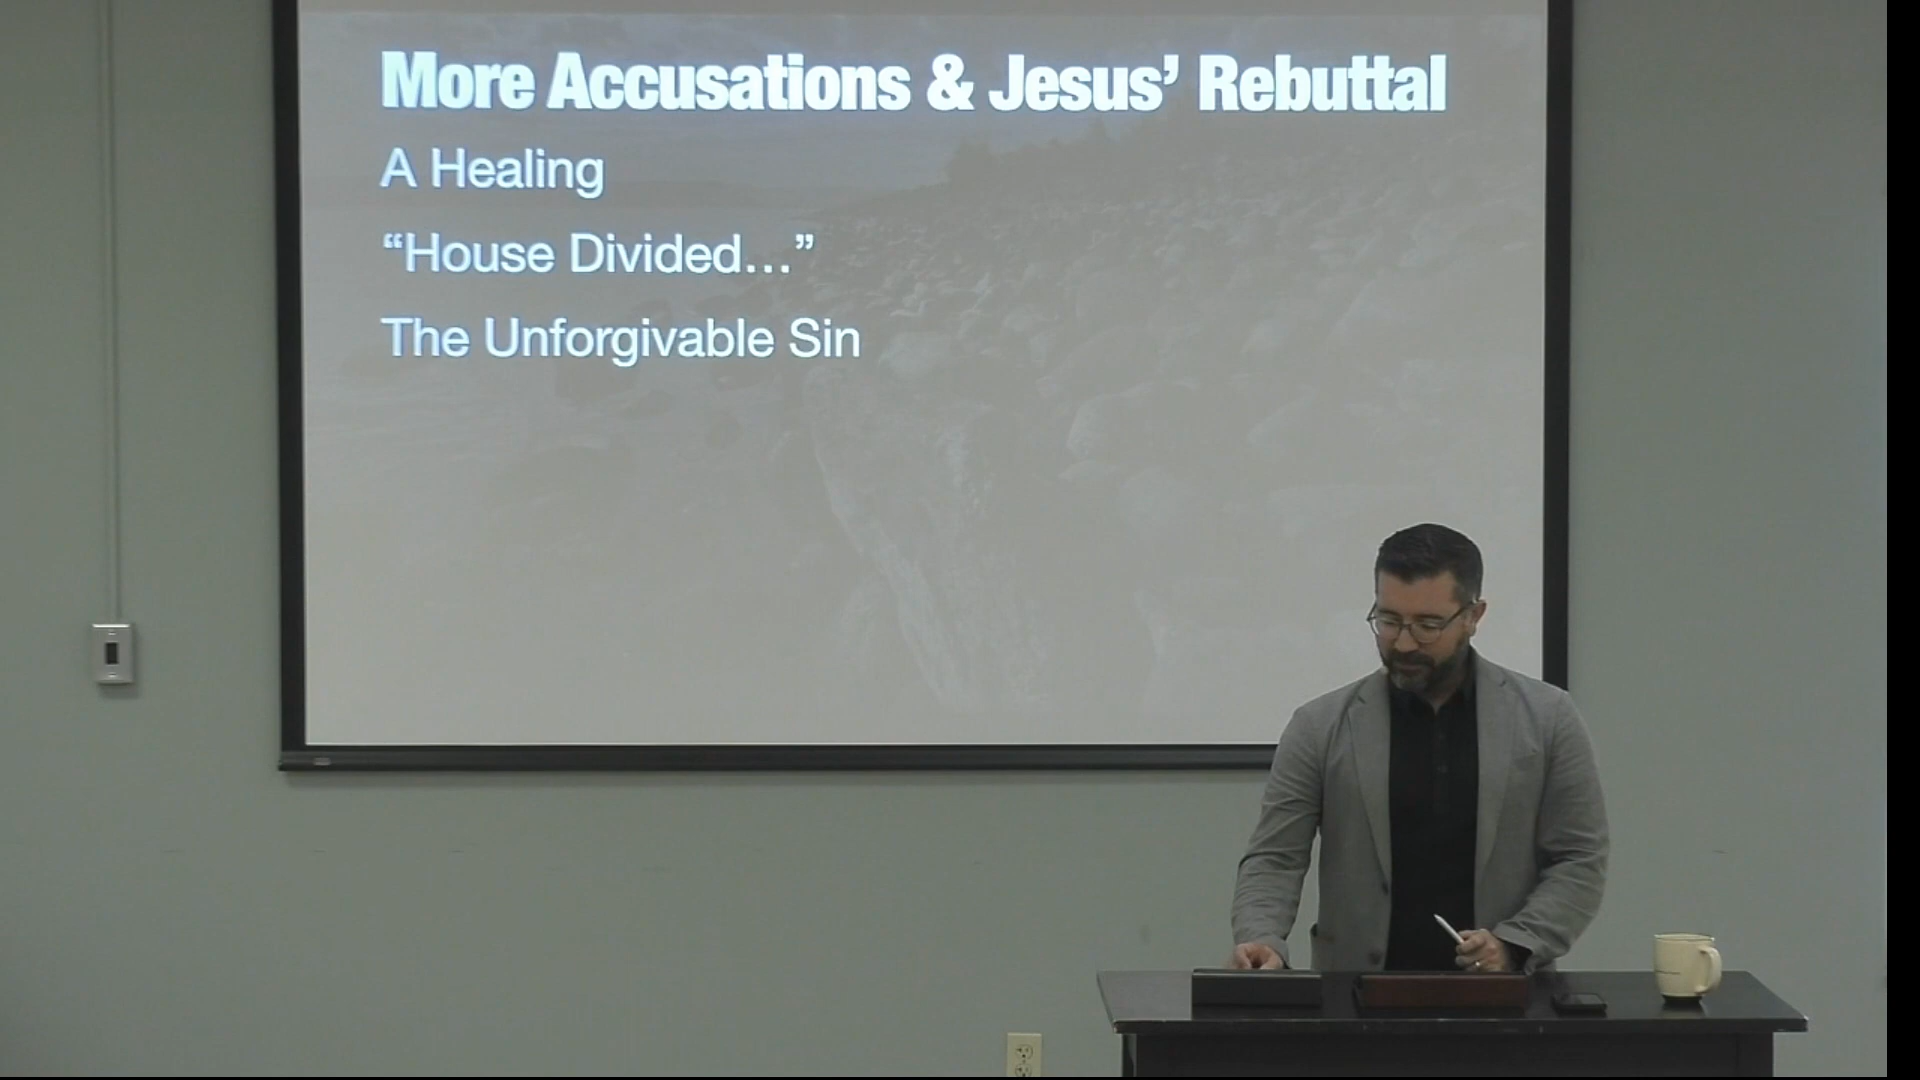 More Accusations & Jesus’ Rebuttal
A Healing
“House Divided…”
The Unforgivable Sin